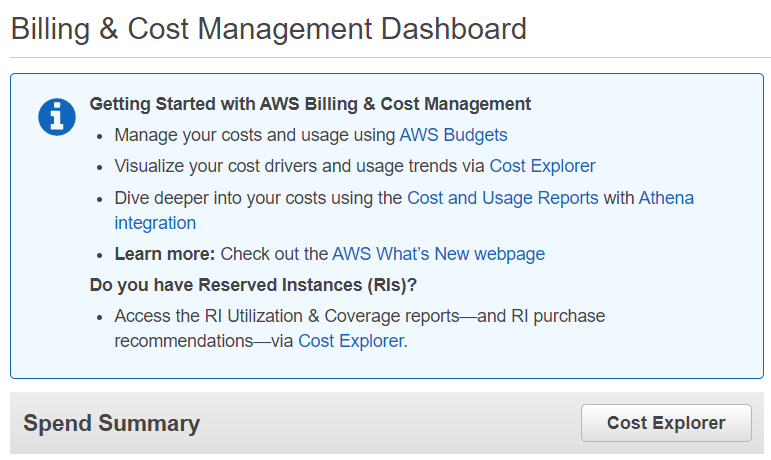 Billing & Cost Management Dashboard
Getting Started with AWS Billing & Cost Management
• Manage your costs and usage using AWS Budgets
• Visualize your cost drivers and usage trends via Cost Explorer
• Dive deeper into your costs using the Cost and Usage Reports with Athena
integration
• Learn more: Check out the AWS What’s New webpage
Do you have Reserved Instances (RIs)?
• Access the RI Utilization & Coverage reports—and RI purchase
recommendations—via Cost Explorer.
Spend Summary
Cost Explorer